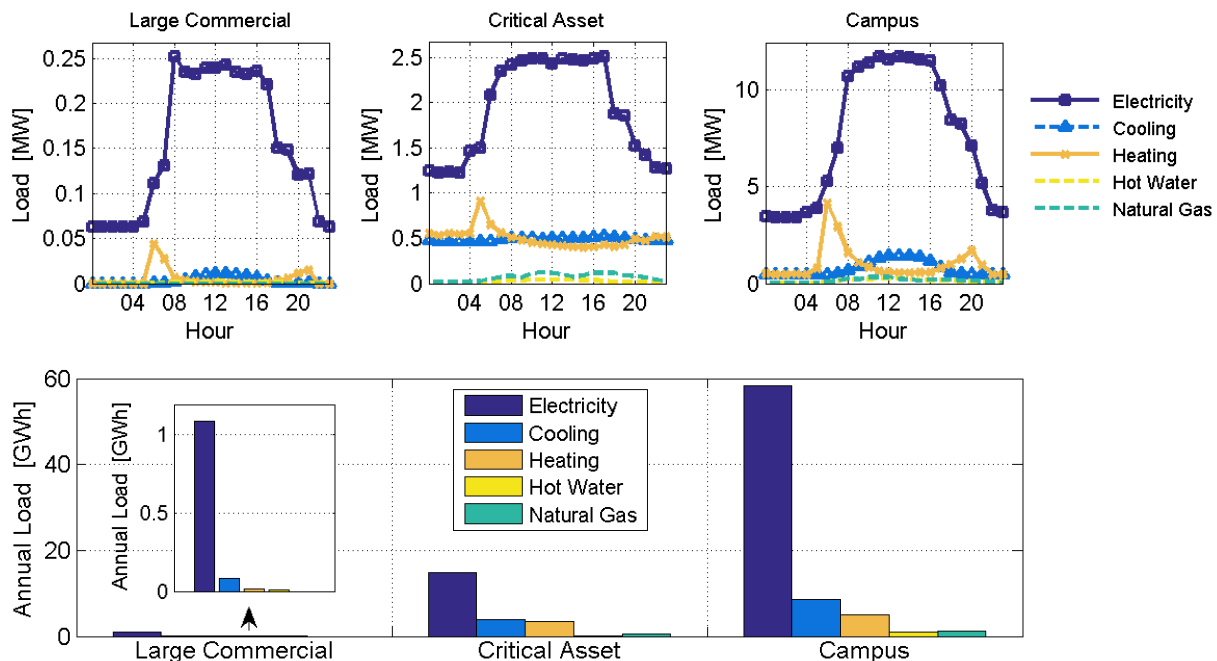 Large Commercial
Critical Asset
Campus
Load [MW]
0.25
0.2
0.15
0.1
0.05
0
04 08 12 16 20
Hour
Load [MW]
2.5
2
1.5
1
0.5
0
04 08 12 16 20
Hour
Load [MW]
10
5
0
04 08 12 16 20
Hour
Electricity
Cooling
Heating
Hot Water
Natural Gas
Annual Load [GWh]
60
40
20
0
Annual Load [GWh]
1
0.5
0
Electricity
Cooling
Heating
Hot Water
Natural Gas
Large Commercial
Critical Asset
Campus